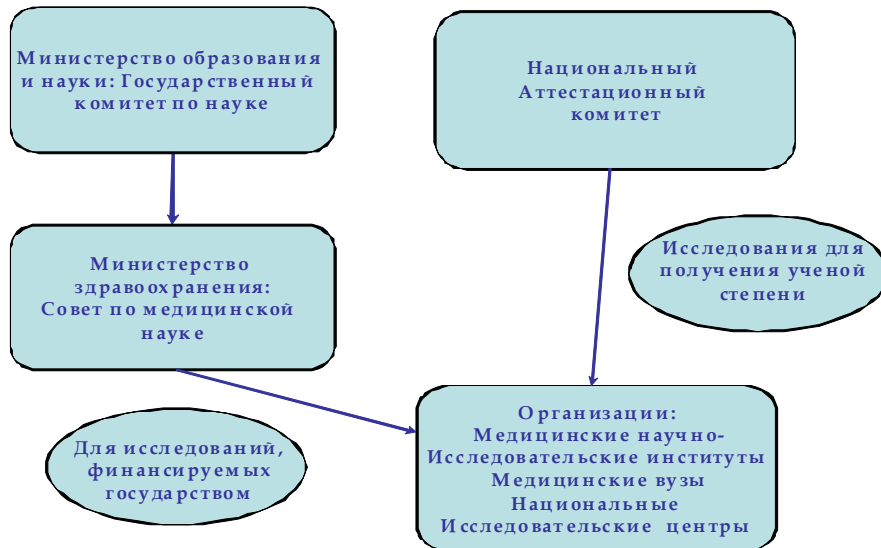 Министерство образования
и науки: Государственный
комитет по науке
Национальный
Аттестационный
комитет
Министерство
здравоохранения:
Совет по медицинской
науке
Исследования для
получения ученой
степени
Для исследований,
финансируемых
государством
Организации:
Медицинские научно-
Исследовательские институты
Медицинские вузы
Национальные
Исследовательские центры